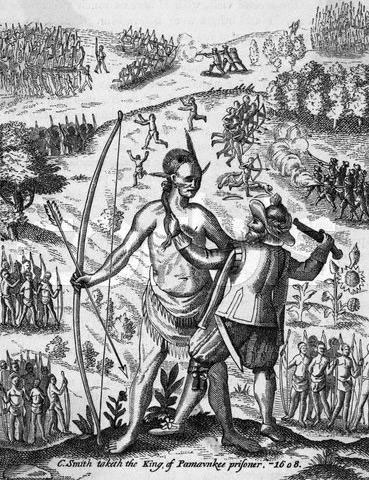 C. Smith taketh the King of Pamavnkee prisoner, -1608.